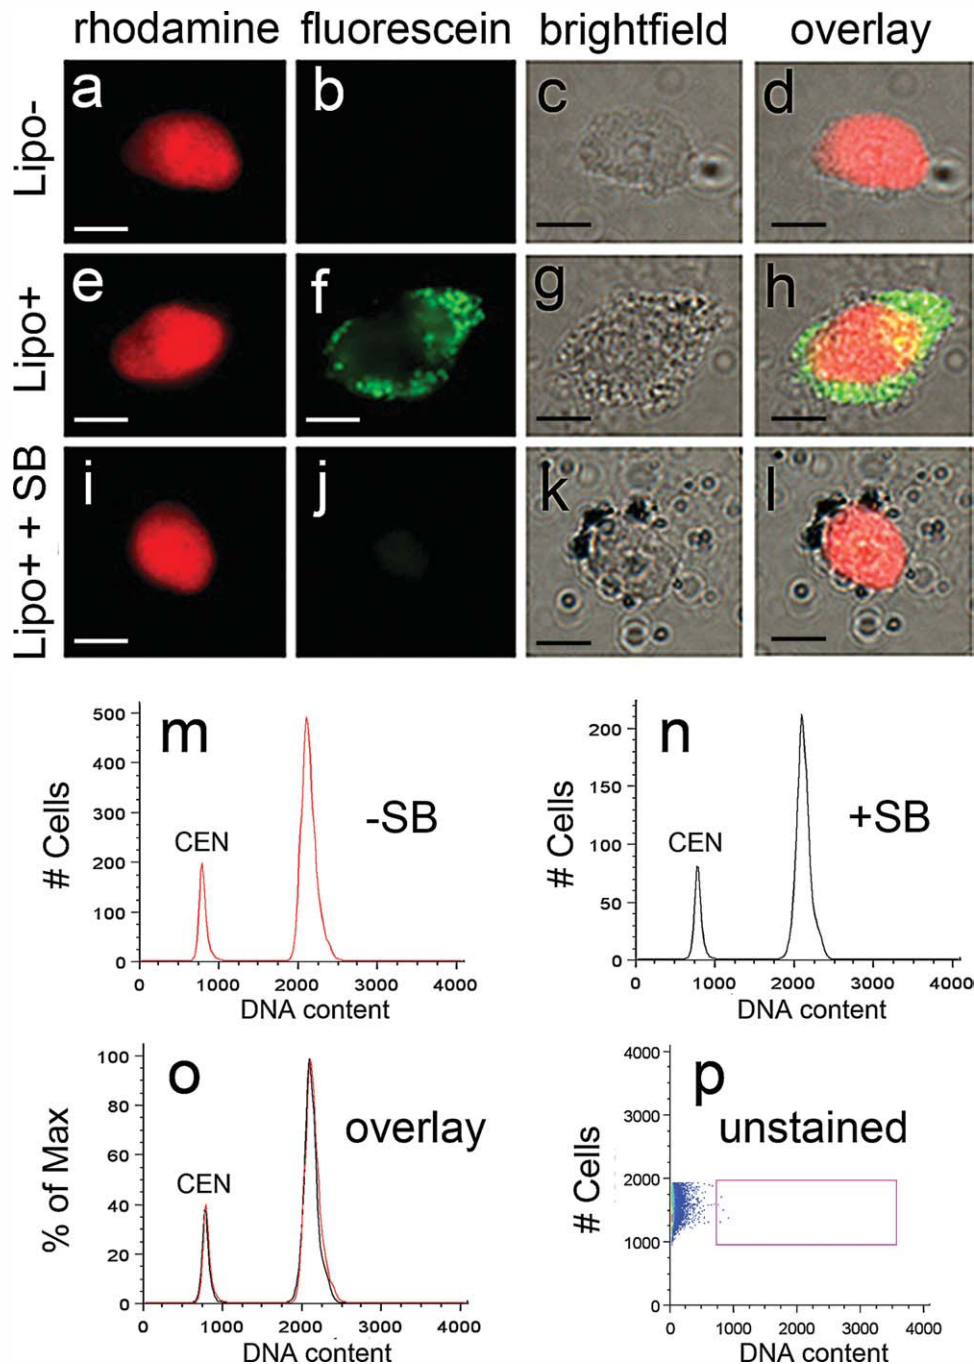 rhodamine fluorescein brightfield overlay
Lipo-
a b c d
Lipo+
e f g h
Lipo+ + SB
i j k l
m
-SB
CEN
# Cells
500
400
300
200
100
0
0 1000 2000 3000 4000
DNA content
n
+SB
CEN
# Cells
200
150
100
50
0
0 1000 2000 3000 4000
DNA content
o
overlay
CEN
% of Max
100
80
60
40
20
0
0 1000 2000 3000 4000
DNA content
p
unstained
# Cells
4000
3000
2000
1000
0
0 1000 2000 3000 4000
DNA content